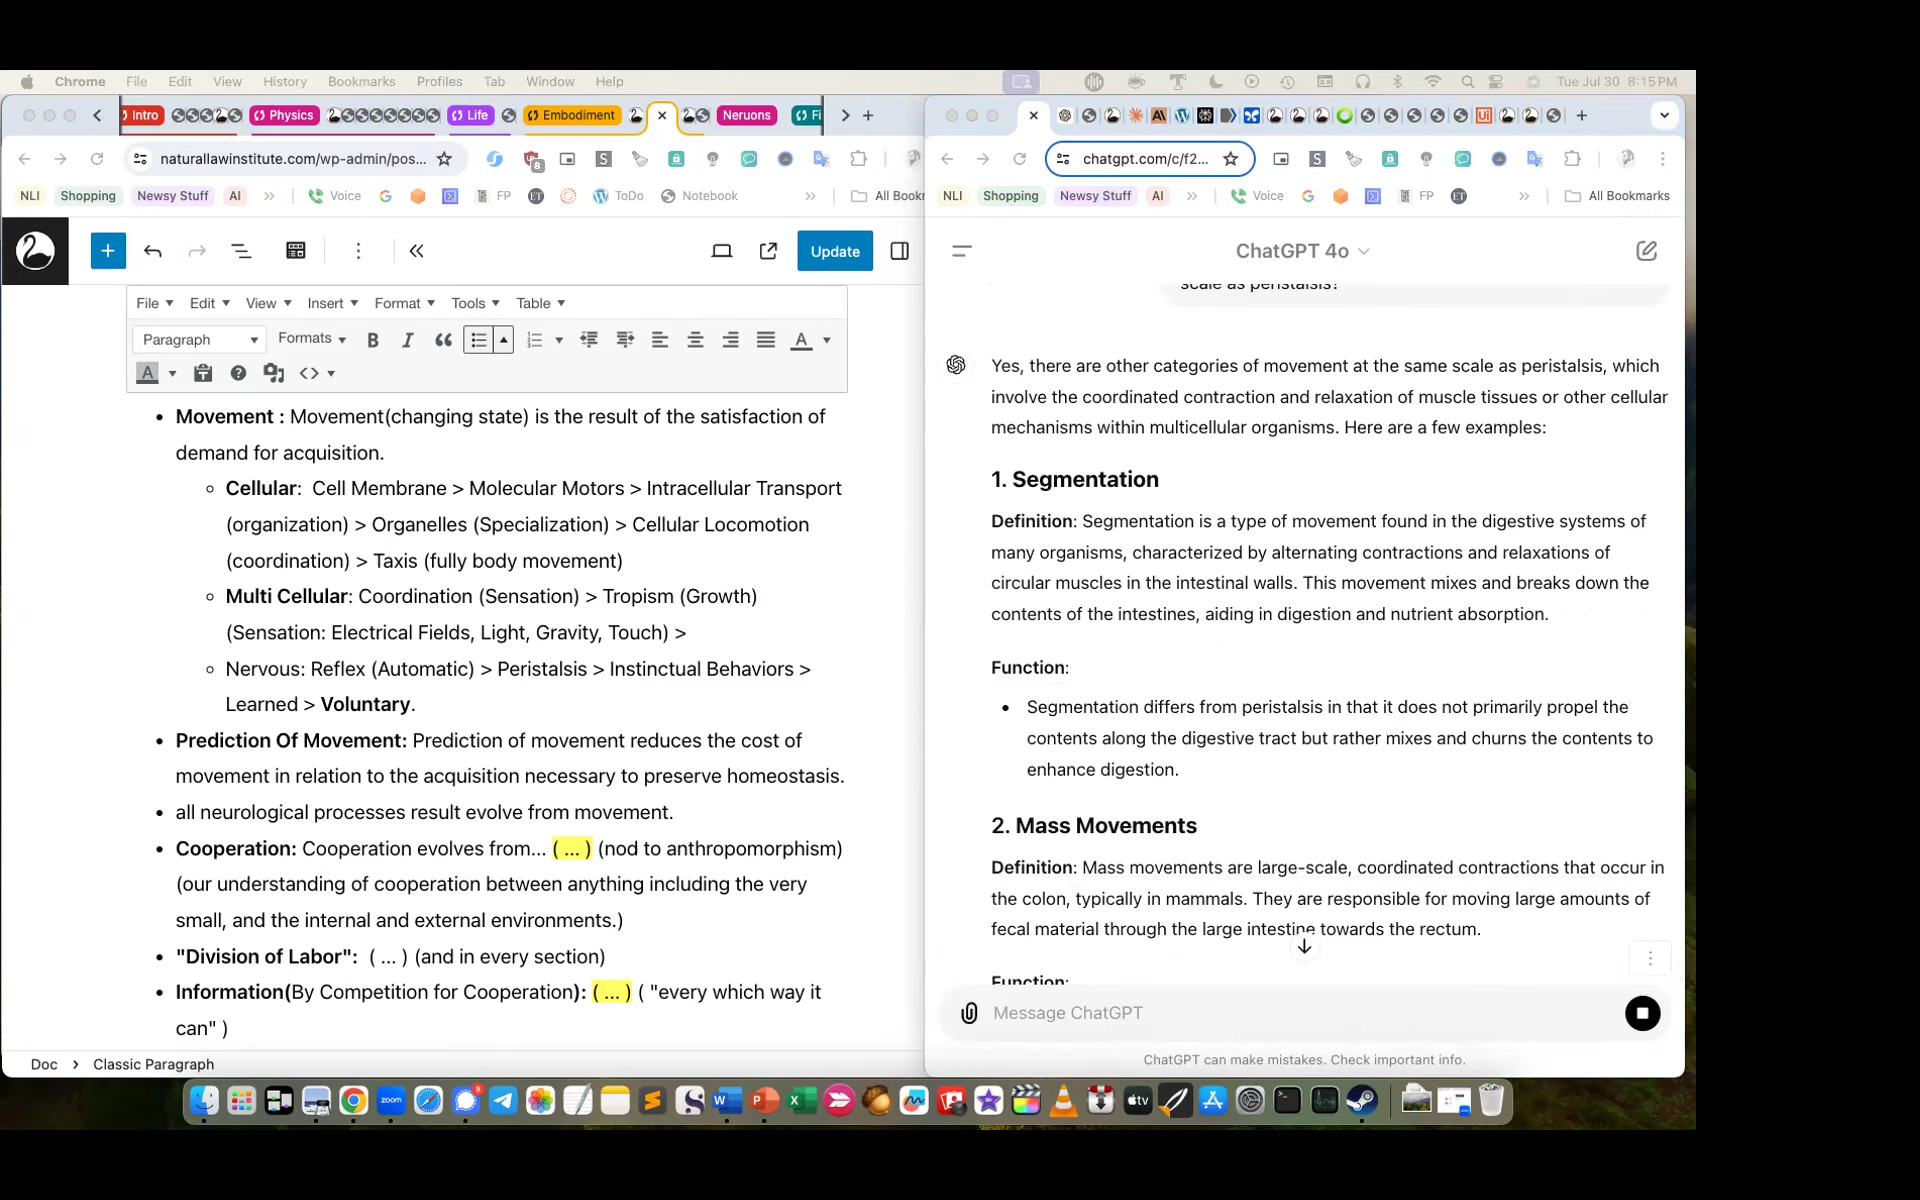 Chrome File Edit View History Bookmarks Profiles Tab Window Help Tue Jul 30 8:15 PM
Intro Physics Life Embodiment Neruons Fi
naturallawinstitute.com/wp-admin/pos...
8
NLI Shopping Newsy Stuff AI » Voice FP ET ToDo Notebook » All Bookn
+ Update
File Edit View Insert Format Tools Table
Paragraph Formats B I A
A
• Movement : Movement(changing state) is the result of the satisfaction of
demand for acquisition.
Cellular: Cell Membrane > Molecular Motors > Intracellular Transport
(organization) > Organelles (Specialization) > Cellular Locomotion
(coordination) > Taxis (fully body movement)
Multi Cellular: Coordination (Sensation) > Tropism (Growth)
(Sensation: Electrical Fields, Light, Gravity, Touch) >
Nervous: Reflex (Automatic) > Peristalsis > Instinctual Behaviors >
Learned > Voluntary.
• Prediction Of Movement: Prediction of movement reduces the cost of
movement in relation to the acquisition necessary to preserve homeostasis.
• all neurological processes result evolve from movement.
• Cooperation: Cooperation evolves from... ( ... ) (nod to anthropomorphism)
(our understanding of cooperation between anything including the very
small, and the internal and external environments.)
• "Division of Labor": ( ... ) (and in every section)
• Information(By Competition for Cooperation): ( ... ) ( "every which way it
can" )
Doc > Classic Paragraph
chatgpt.com/c/f2...
NLI Shopping Newsy Stuff AI » Voice FP ET » All Bookmarks
ChatGPT 4o
scale as peristalsis?
Yes, there are other categories of movement at the same scale as peristalsis, which
involve the coordinated contraction and relaxation of muscle tissues or other cellular
mechanisms within multicellular organisms. Here are a few examples:
1. Segmentation
Definition: Segmentation is a type of movement found in the digestive systems of
many organisms, characterized by alternating contractions and relaxations of
circular muscles in the intestinal walls. This movement mixes and breaks down the
contents of the intestines, aiding in digestion and nutrient absorption.
Function:
• Segmentation differs from peristalsis in that it does not primarily propel the
contents along the digestive tract but rather mixes and churns the contents to
enhance digestion.
2. Mass Movements
Definition: Mass movements are large-scale, coordinated contractions that occur in
the colon, typically in mammals. They are responsible for moving large amounts of
fecal material through the large intestine towards the rectum.
Function:
Message ChatGPT
ChatGPT can make mistakes. Check important info.
zoom W P X tv